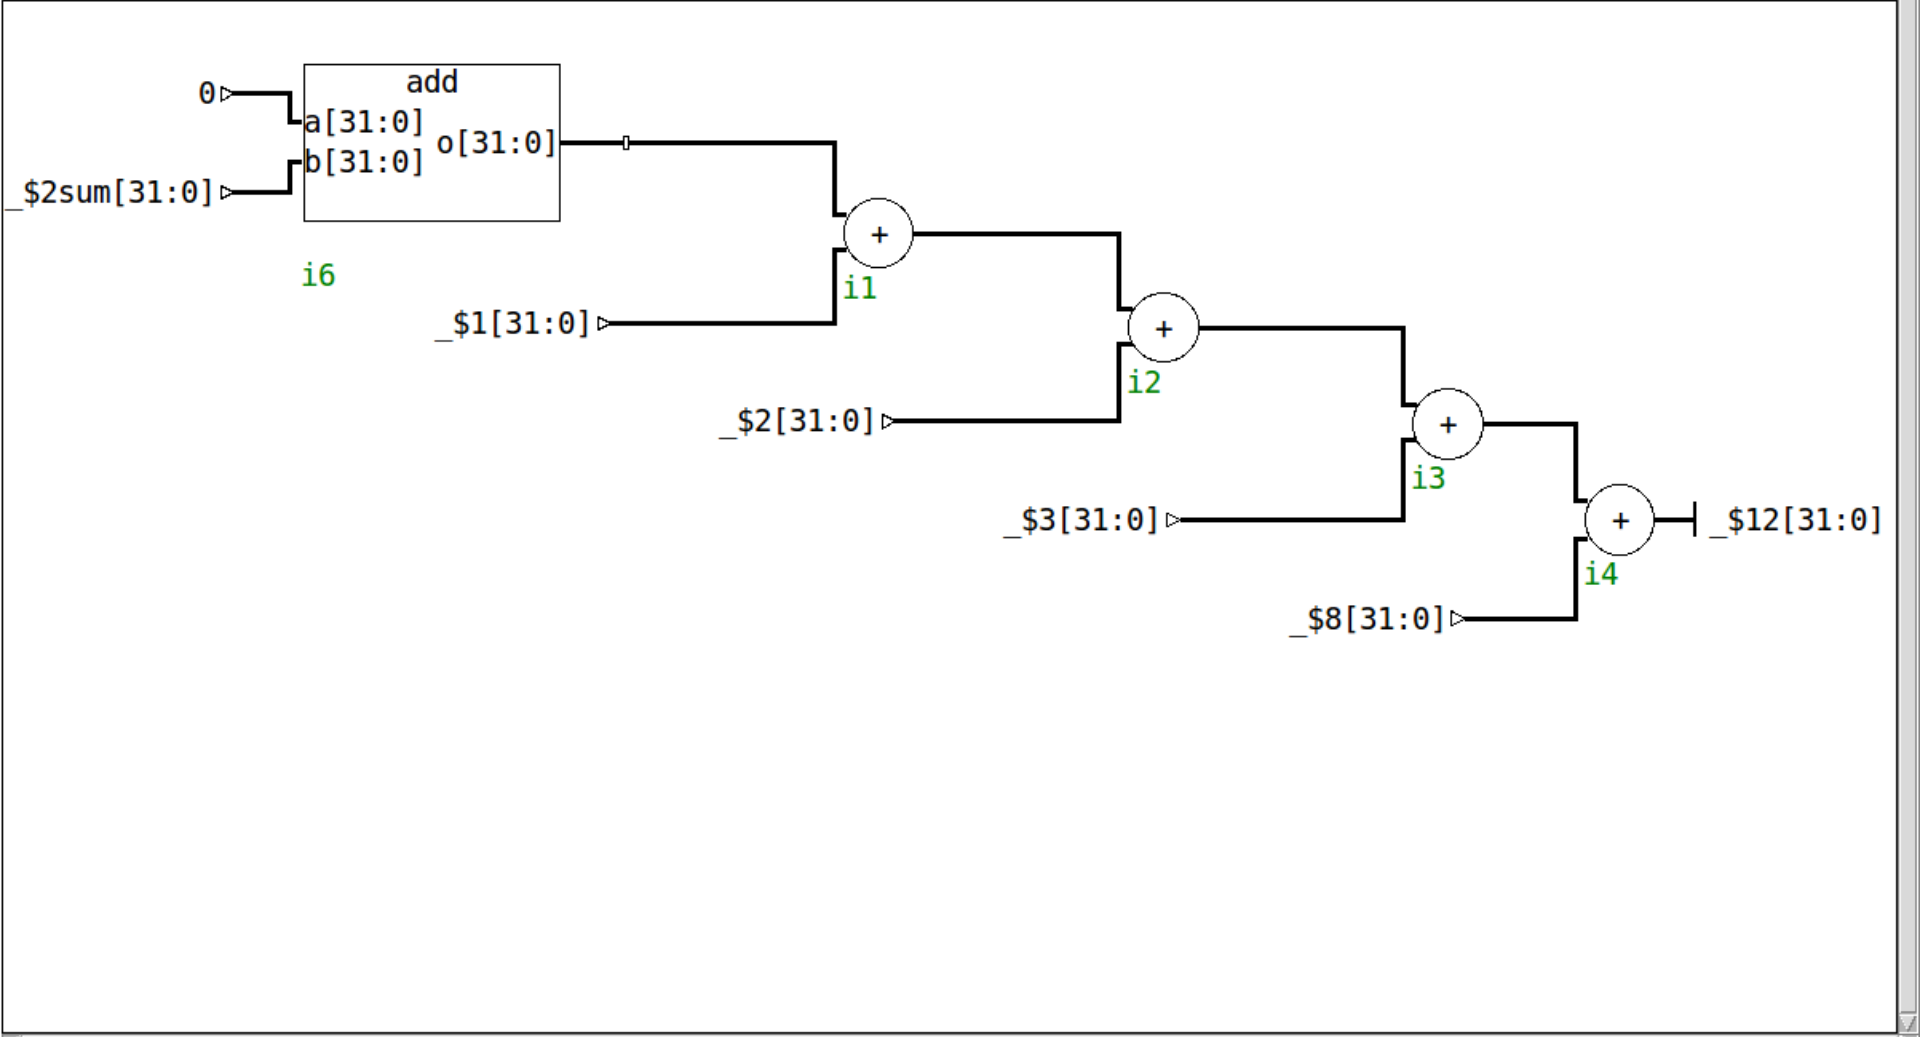 add
0
a[31:0]
o[31:0]
b[31:0]
_$2sum[31:0]
+
i6
i1
_$1[31:0]
+
i2
_$2[31:0]
+
i3
_$3[31:0]
+
_$12[31:0]
i4
_$8[31:0]